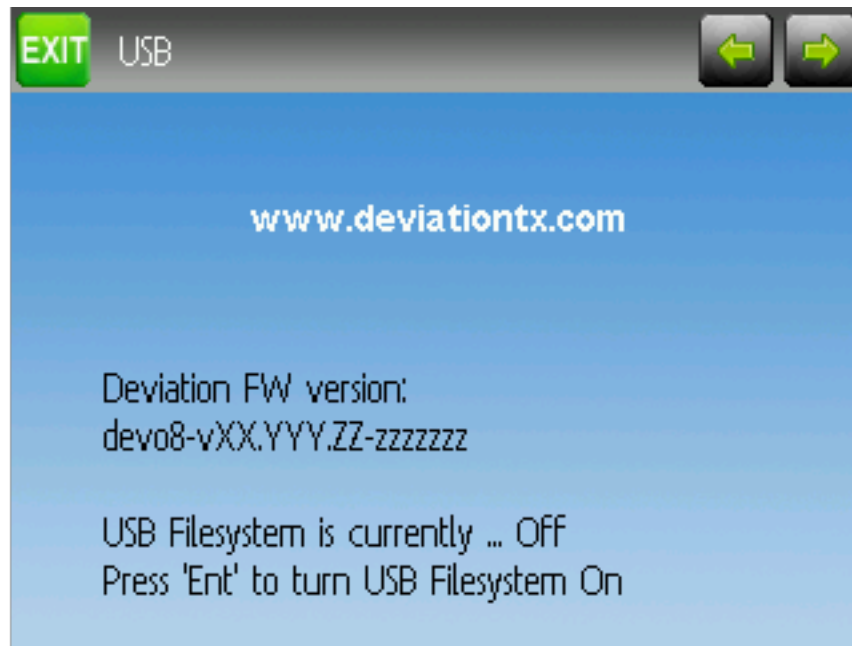 EXIT USB
www.deviationtx.com
Deviation FW version:
devo8-vXX.YYY.ZZ-zzzzzzz
USB Filesystem is currently ... Off
Press 'Ent' to turn USB Filesystem On